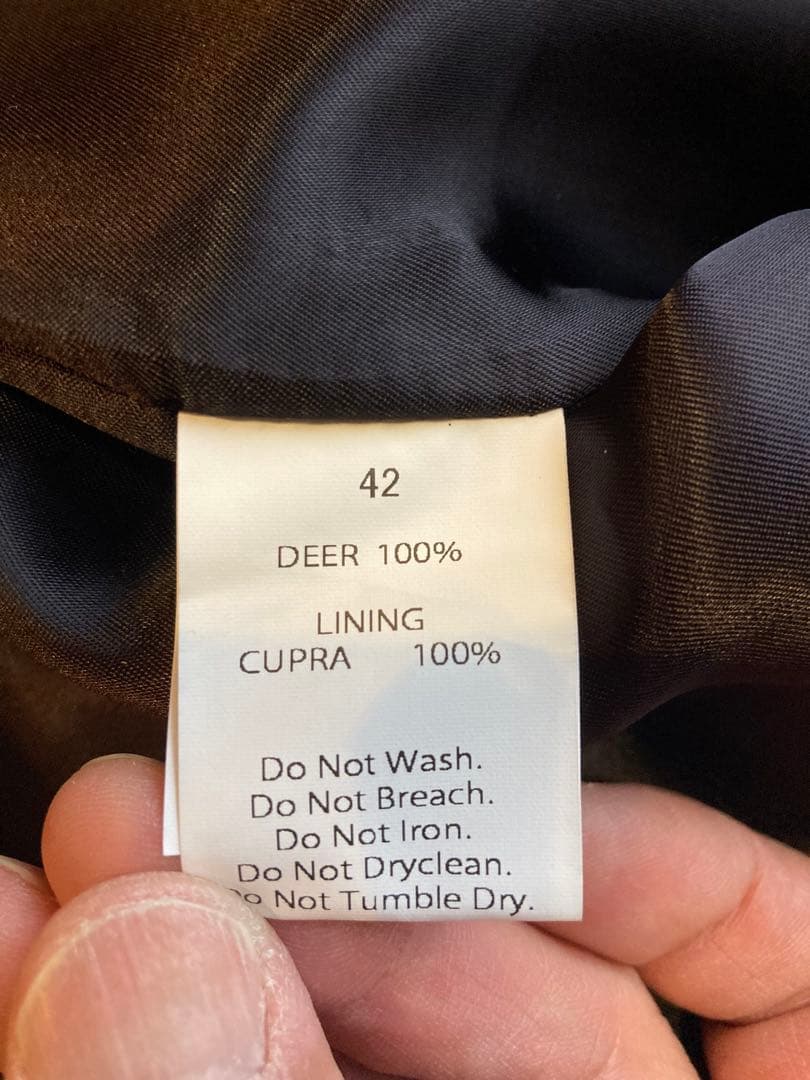 42
DEER 100%
LINING
CUPRA 100%
Do Not Wash.
Do Not Breach.
Do Not Iron.
Do Not Dryclean.
Do Not Tumble Dry.